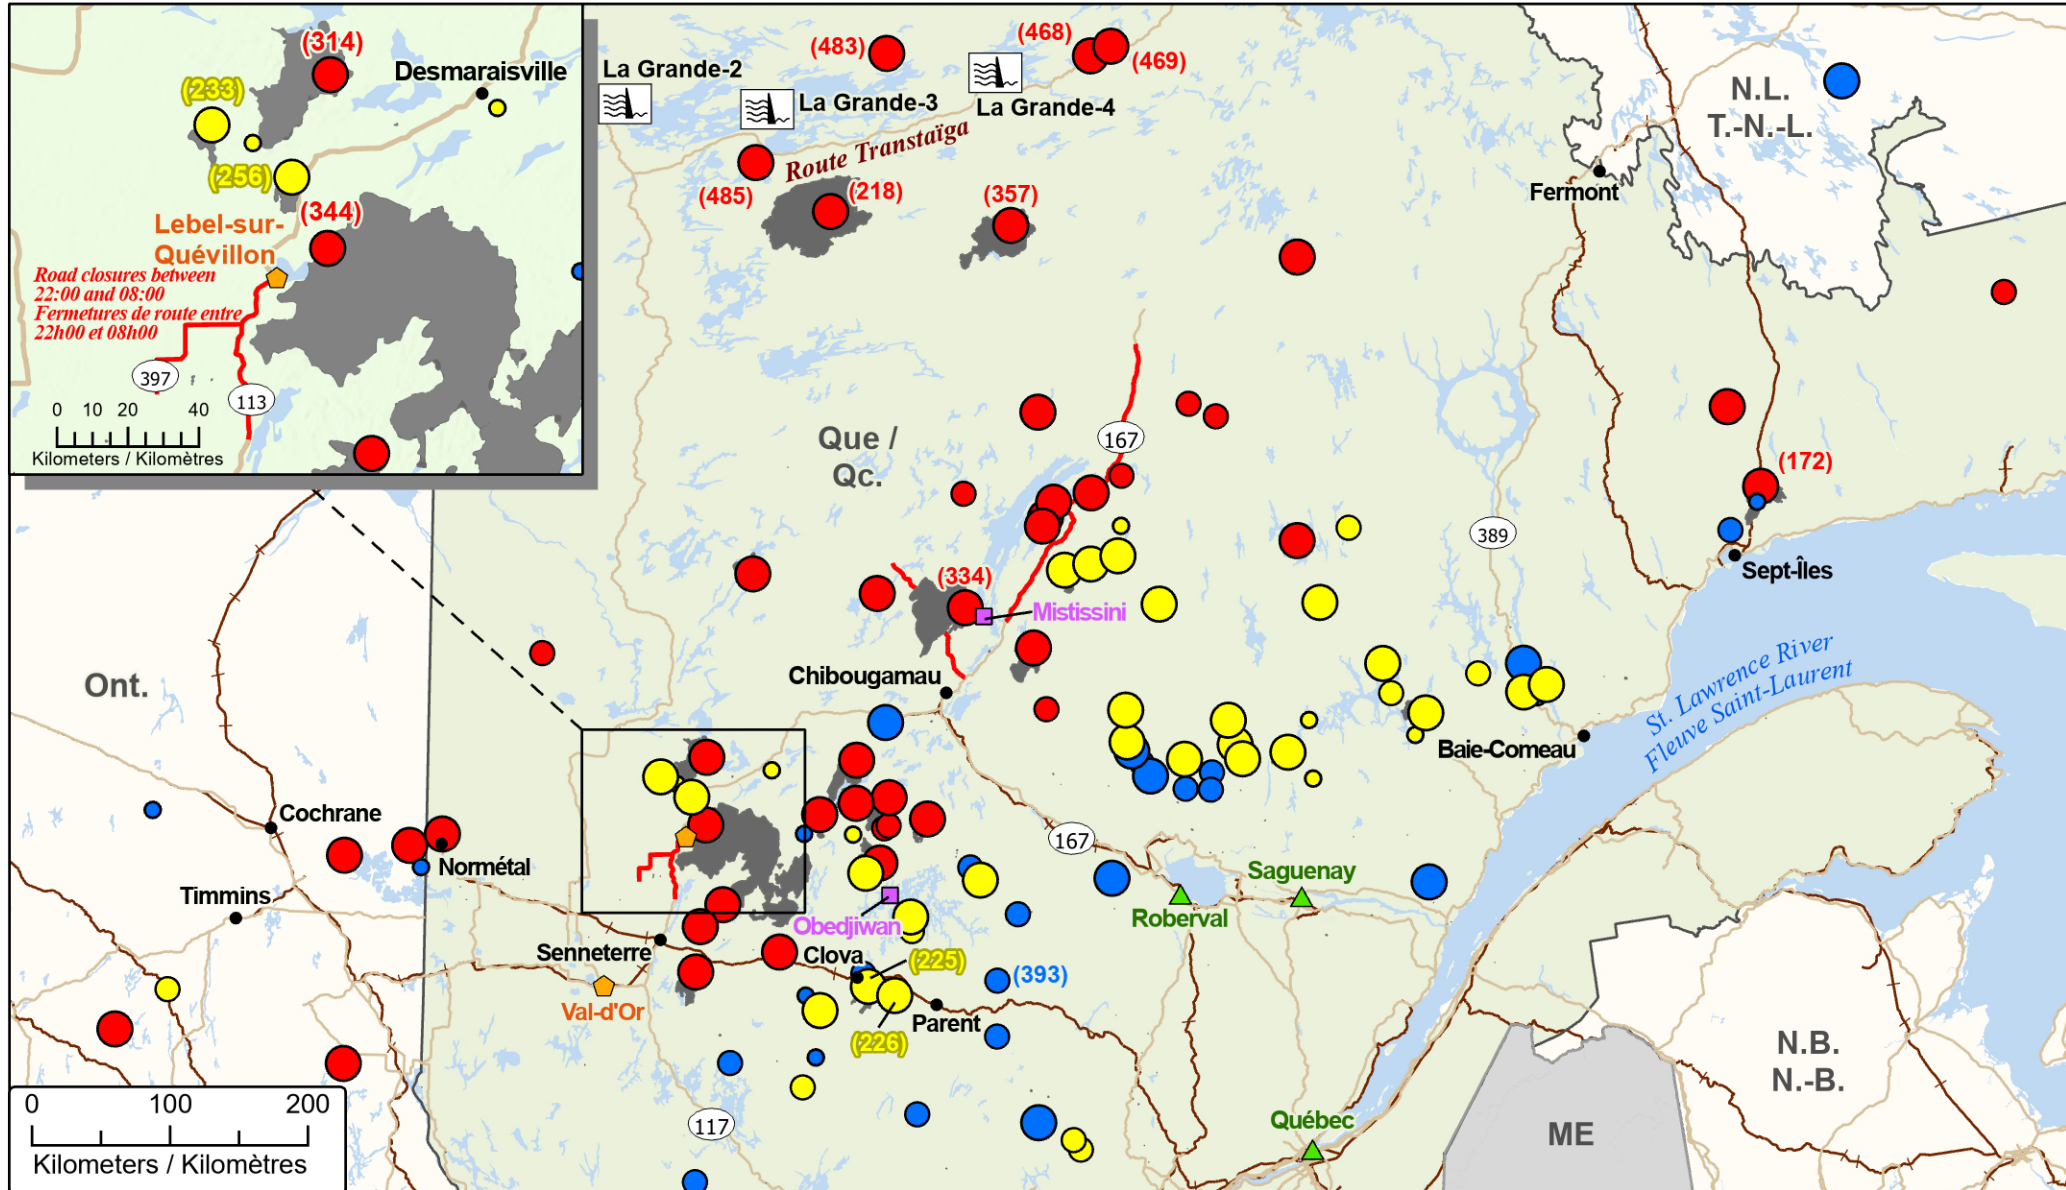 (314)
(233)
Desmaraisville
(256)
(344)
Lebel-sur-
Quévillon
Road closures between
22:00 and 08:00
Fermetures de route entre
22h00 et 08h00
397
113
0 10 20 40
Kilometers / Kilomètres
La Grande-2
(483)
La Grande-3
(468)
(469)
La Grande-4
Route Transtaïga
(485)
(218)
(357)
N.L.
T.-N.-L.
Fermont
Que /
Qc.
167
(172)
389
Sept-Îles
(334)
Mistissini
Ont.
Chibougamau
St. Lawrence River
Fleuve Saint-Laurent
Baie-Comeau
Cochrane
Normétal
167
Timmins
Saguenay
Roberval
Obedjiwan
Senneterre
Clova
(225)
(393)
Val-d'Or
Parent
(226)
N.B.
N.-B.
0 100 200
Kilometers / Kilomètres
117
Québec
ME